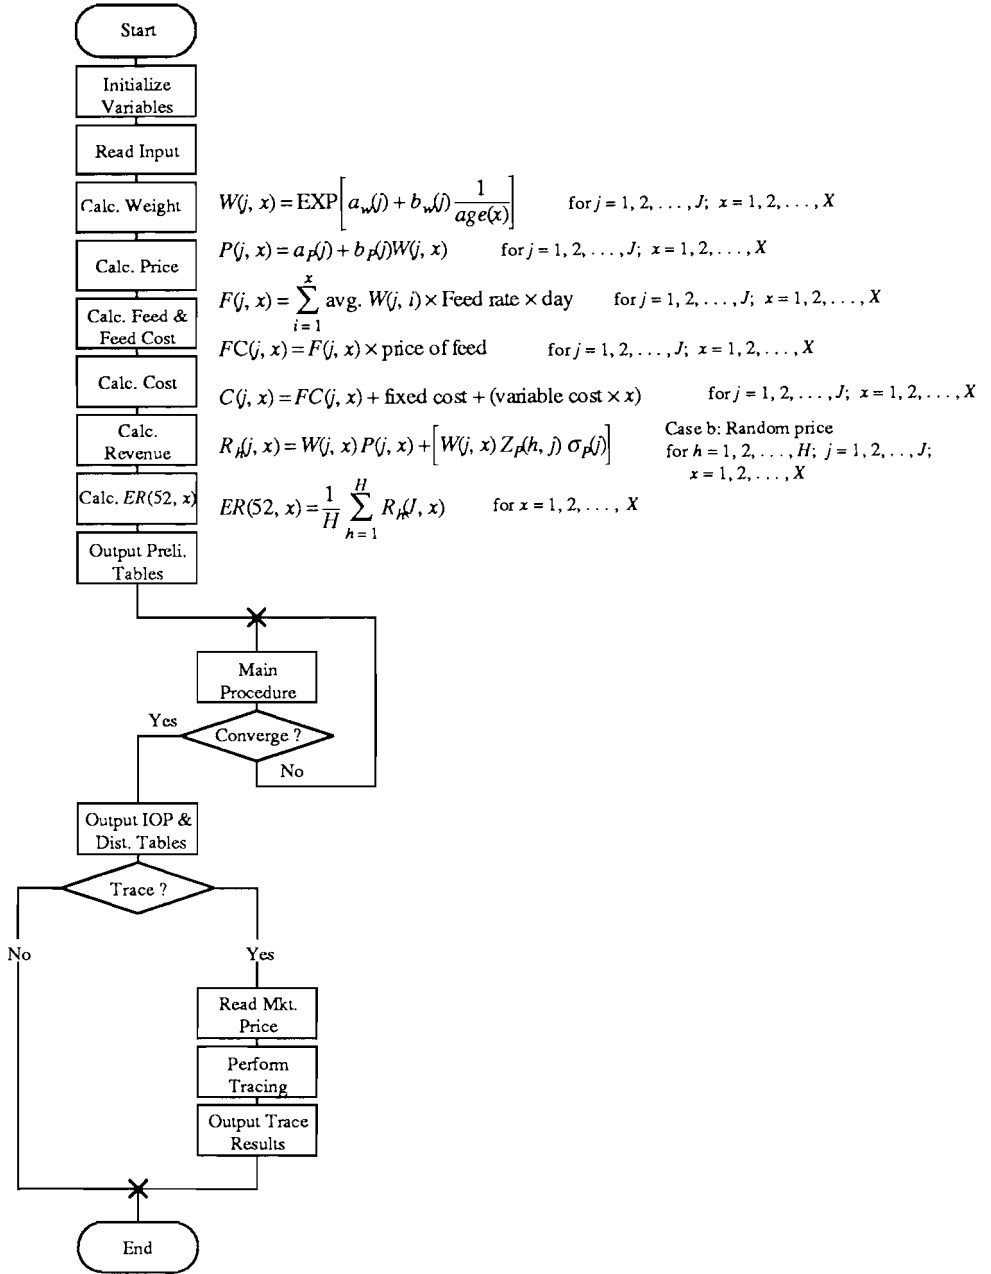 Start
Initialize
Variables
Read Input
Calc. Weight
W(j, x) = EXP[a_w(j) + b_w(j) 1/age(x)] for j = 1, 2, . . . , J; x = 1, 2, . . . , X
Calc. Price
P(j, x) = a_P(j) + b_P(j)W(j, x) for j = 1, 2, . . . , J; x = 1, 2, . . . , X
Calc. Feed &
Feed Cost
F(j, x) = ∑_{i = 1}^{x} avg. W(j, i) × Feed rate × day for j = 1, 2, . . . , J; x = 1, 2, . . . , X
FC(j, x) = F(j, x) × price of feed for j = 1, 2, . . . , J; x = 1, 2, . . . , X
Calc. Cost
C(j, x) = FC(j, x) + fixed cost + (variable cost × x) for j = 1, 2, . . . , J; x = 1, 2, . . . , X
Calc.
Revenue
R_h(j, x) = W(j, x) P(j, x) + [W(j, x) Z_P(h, j) σ_P(j)]
Case b: Random price
for h = 1, 2, . . . , H; j = 1, 2, . . , J;
x = 1, 2, . . . , X
Calc. ER(52, x)
ER(52, x) = 1/H ∑_{h = 1}^{H} R_h(J, x) for x = 1, 2, . . . , X
Output Preli.
Tables
Main
Procedure
Converge ?
Yes
No
Output IOP &
Dist. Tables
Trace ?
No
Yes
Read Mkt.
Price
Perform
Tracing
Output Trace
Results
End